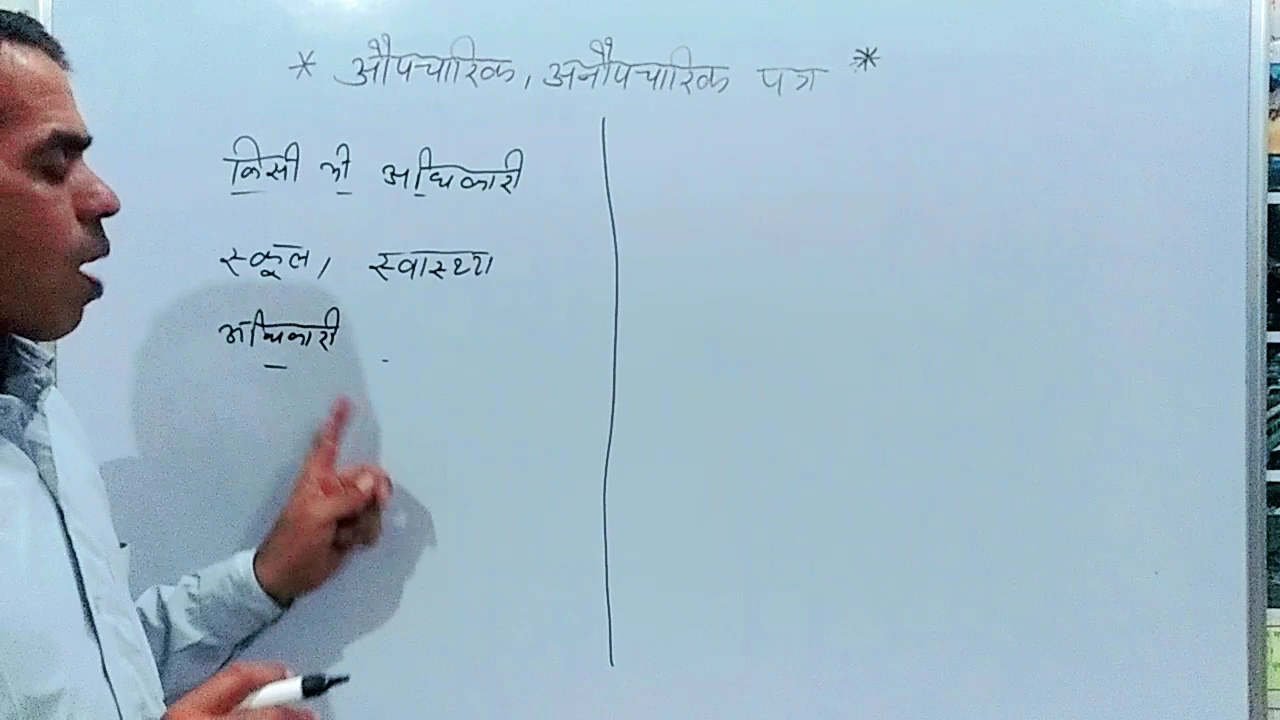 * औपचारिक, अनौपचारिक पत्र *
किसी भी अधिकारी
स्कूल, स्वास्थ्य
अधिकारी